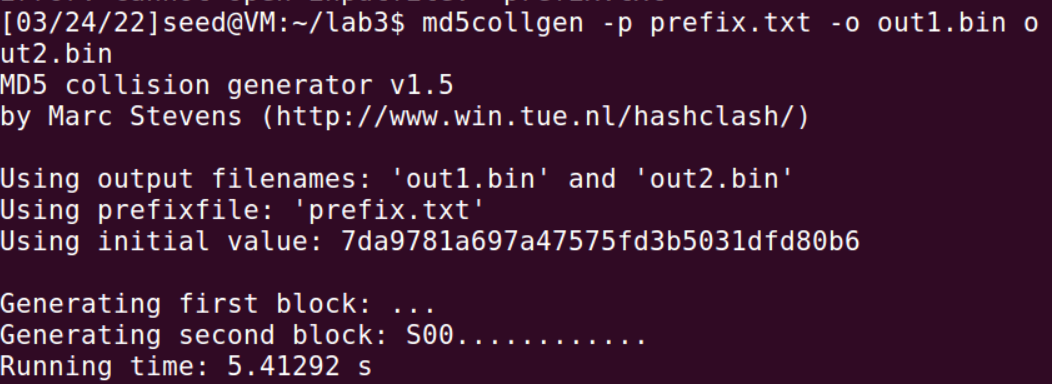 [03/24/22]seed@VM:~/lab3$ md5collgen -p prefix.txt -o out1.bin o
ut2.bin
MD5 collision generator v1.5
by Marc Stevens (http://www.win.tue.nl/hashclash/)
Using output filenames: 'out1.bin' and 'out2.bin'
Using prefixfile: 'prefix.txt'
Using initial value: 7da9781a697a47575fd3b5031dfd80b6
Generating first block: ...
Generating second block: S00............
Running time: 5.41292 s